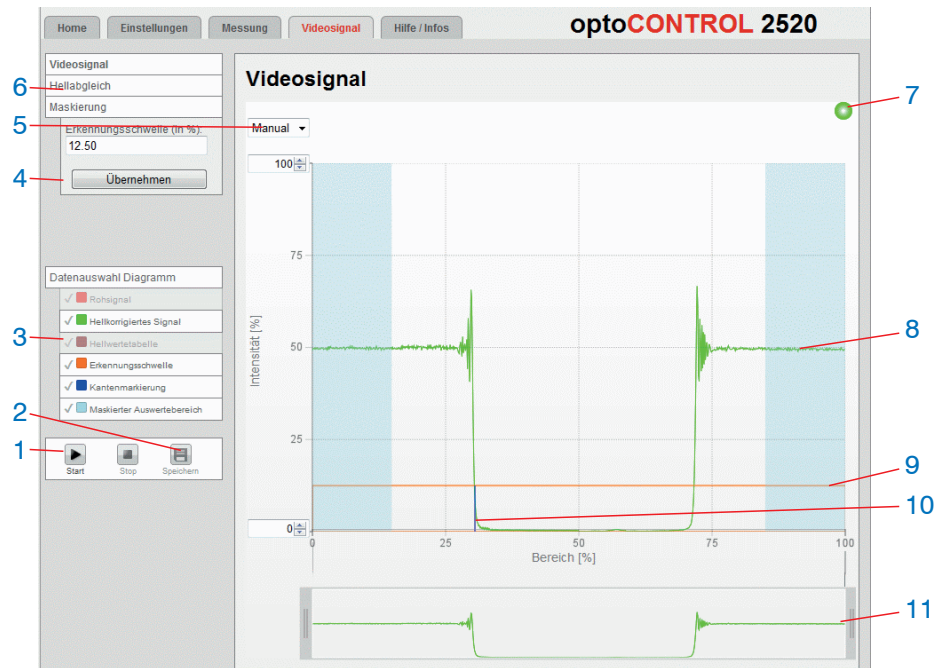 Home Einstellungen Messung Videosignal Hilfe / Infos optoCONTROL 2520
Videosignal
Hellabgleich
Maskierung
Erkennungsschwelle (in %):
12.50
Übernehmen
Datenauswahl Diagramm
Rohsignal
Hellkorrigiertes Signal
Hellwertetabelle
Erkennungsschwelle
Kantenmarkierung
Maskierter Auswertebereich
Start Stop Speichern
6
5
4
3
2
1
Videosignal
Manual
100
75
50
25
0
Intensität [%]
0 25 50 75 100
Bereich [%]
7
8
9
10
11